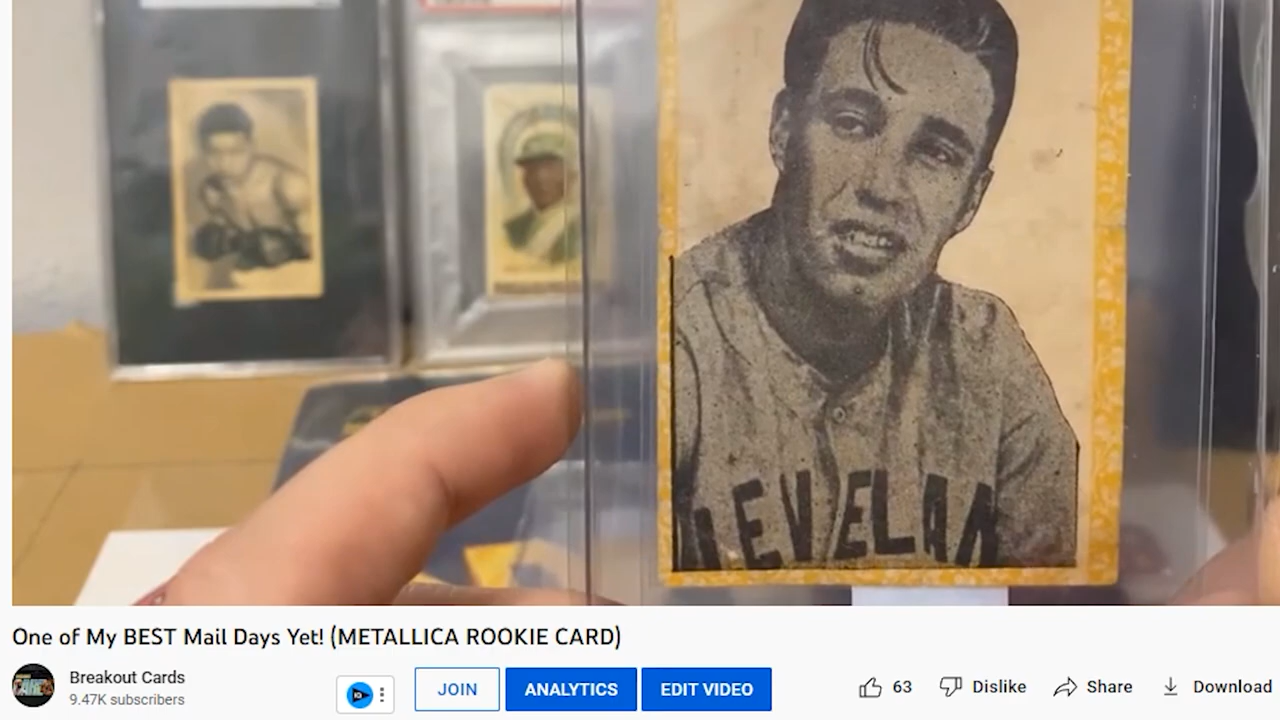 CLEVELAN
One of My BEST Mail Days Yet! (METALLICA ROOKIE CARD)
Breakout Cards
9.47K subscribers
JOIN
ANALYTICS
EDIT VIDEO
63
Dislike
Share
Download